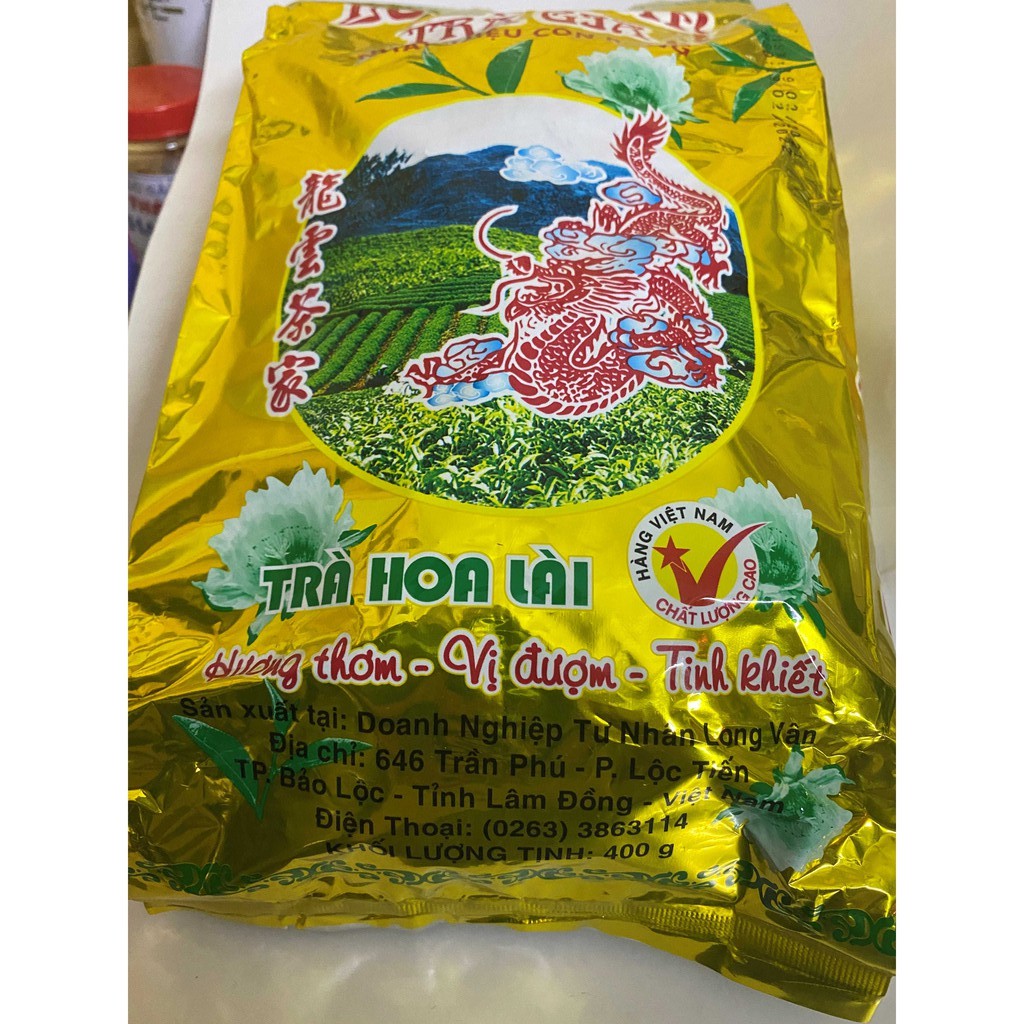 TRÀ
龍雲茶家
HÀNG VIỆT NAM
CHẤT LƯỢNG CAO
TRÀ HOA LÀI
Hương thơm - Vị đượm - Tinh khiết
Sản xuất tại: Doanh Nghiệp Tư Nhân Long Vân
Địa chỉ: 646 Trần Phú - P. Lộc Tiến
TP. Bảo Lộc - Tỉnh Lâm Đồng - Việt Nam
Điện Thoại: (0263) 3863114
KHỐI LƯỢNG TỊNH: 400 g